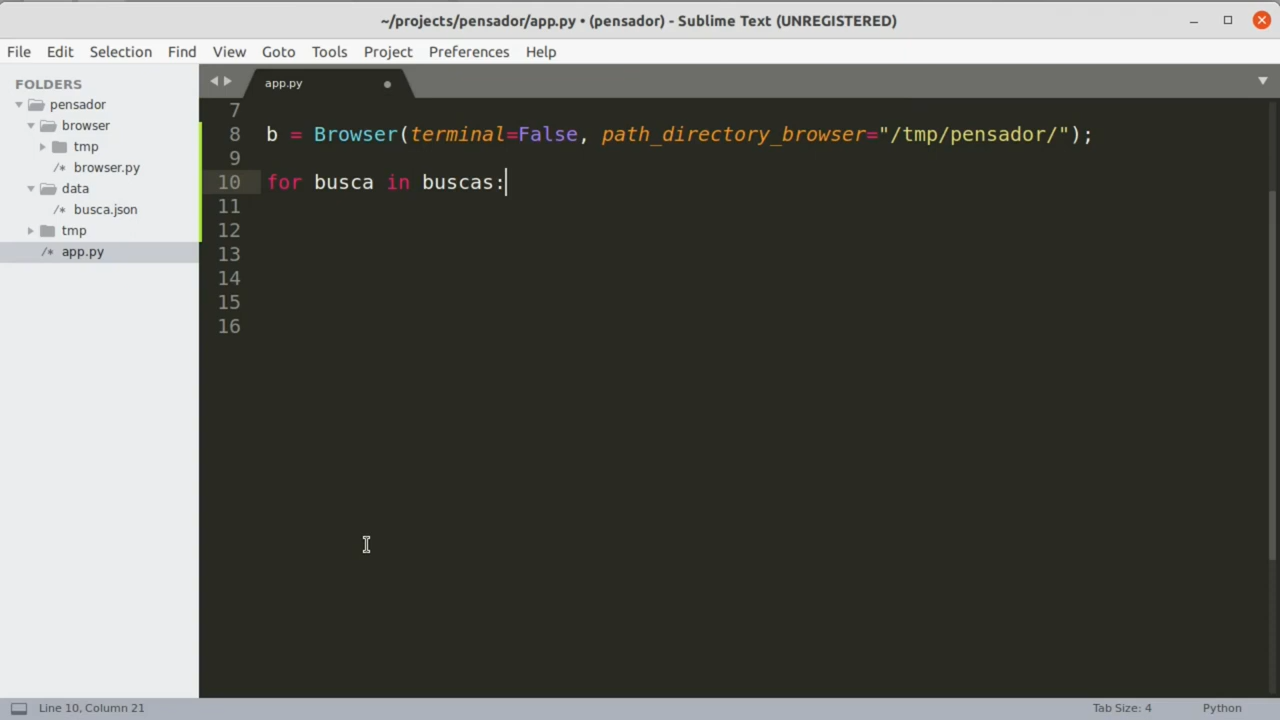 ~/projects/pensador/app.py • (pensador) - Sublime Text (UNREGISTERED)
File Edit Selection Find View Goto Tools Project Preferences Help
FOLDERS
pensador
browser
tmp
/* browser.py
data
/* busca.json
tmp
/* app.py
app.py
7
8 b = Browser(terminal=False, path_directory_browser="/tmp/pensador/");
9
10 for busca in buscas:
11
12
13
14
15
16
Line 10, Column 21
Tab Size: 4
Python